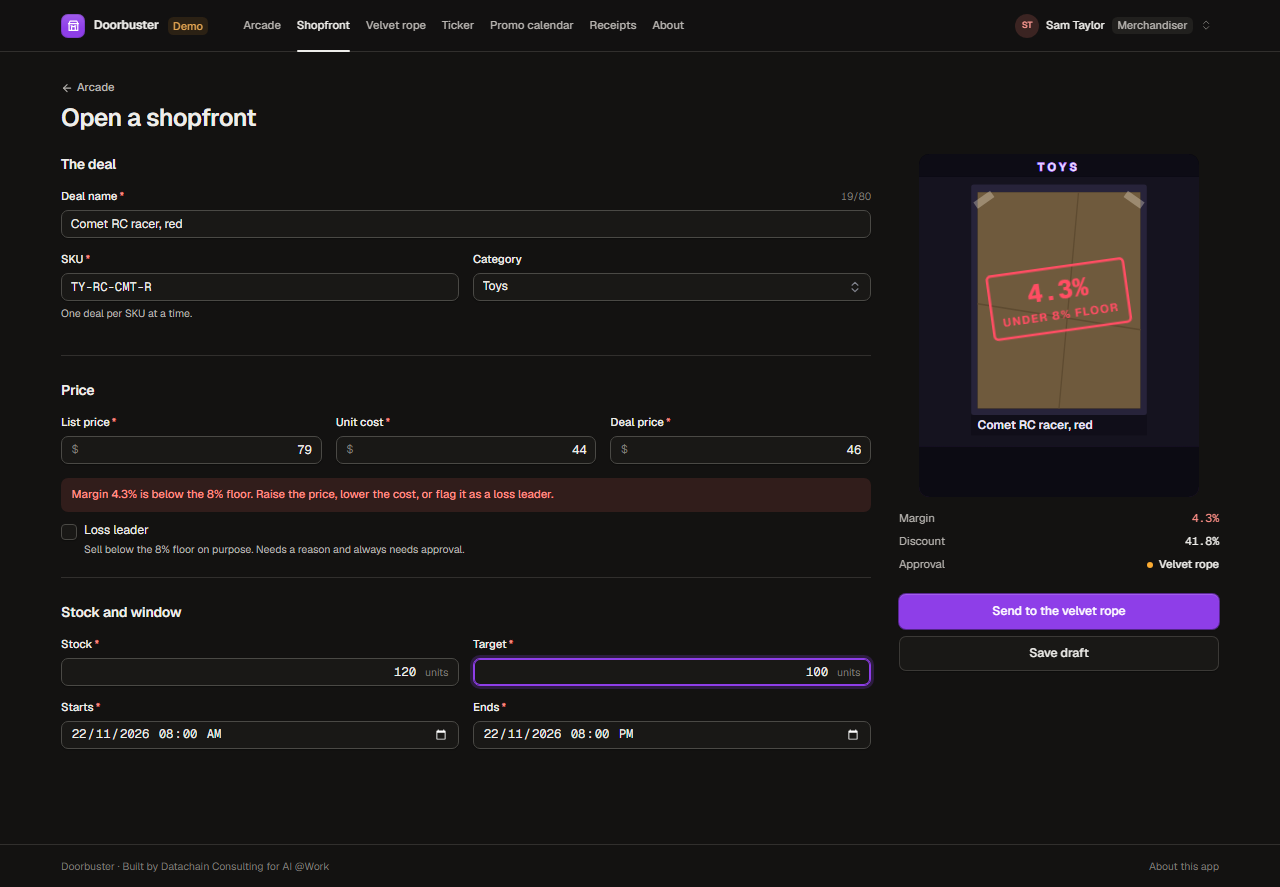 Doorbuster Demo Arcade Shopfront Velvet rope Ticker Promo calendar Receipts About ST Sam Taylor Merchandiser
← Arcade
Open a shopfront
The deal
Deal name * 19/80
Comet RC racer, red
SKU * Category
TY-RC-CMT-R Toys
One deal per SKU at a time.
Price
List price * Unit cost * Deal price *
$ 79 $ 44 $ 46
Margin 4.3% is below the 8% floor. Raise the price, lower the cost, or flag it as a loss leader.
Loss leader
Sell below the 8% floor on purpose. Needs a reason and always needs approval.
Stock and window
Stock * Target *
120 units 100 units
Starts * Ends *
22/11/2026 08:00 AM 22/11/2026 08:00 PM
TOYS
4.3%
UNDER 8% FLOOR
Comet RC racer, red
Margin 4.3%
Discount 41.8%
Approval Velvet rope
Send to the velvet rope
Save draft
Doorbuster · Built by Datachain Consulting for AI @Work About this app